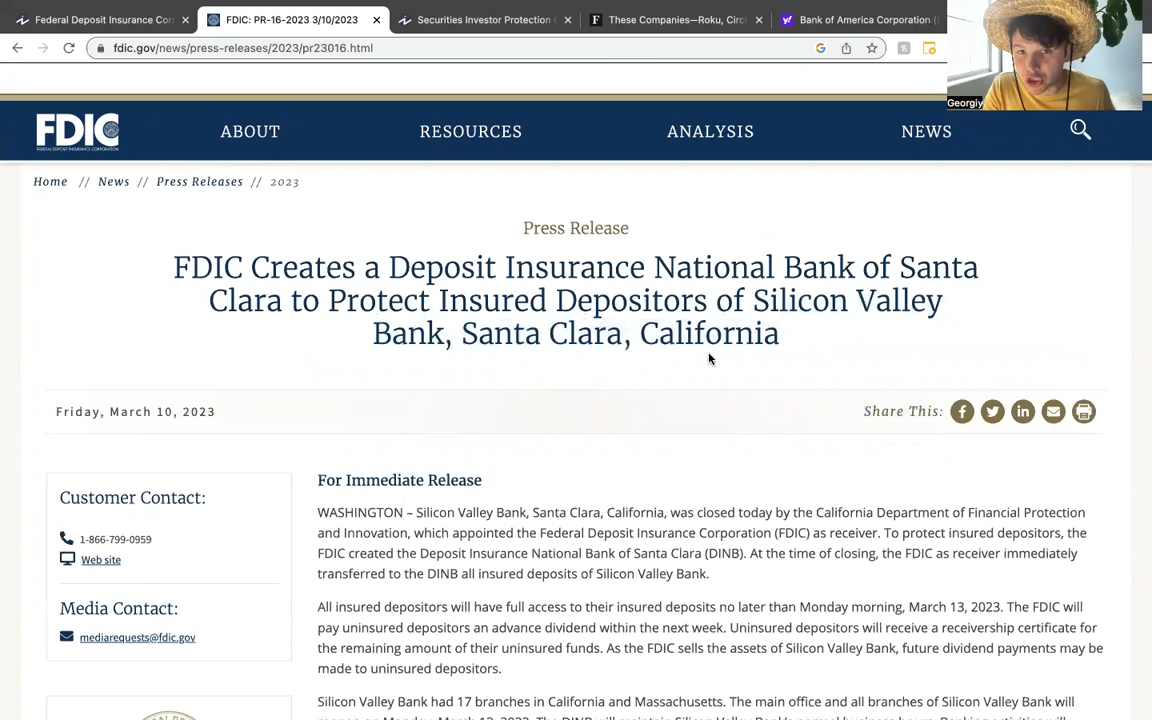 Federal Deposit Insurance Cor
FDIC: PR-16-2023 3/10/2023
Securities Investor Protection C
These Companies—Roku, Circl
Bank of America Corporation (
fdic.gov/news/press-releases/2023/pr23016.html
Georgiy
FDIC
FEDERAL DEPOSIT INSURANCE CORPORATION
ABOUT
RESOURCES
ANALYSIS
NEWS
Home // News // Press Releases // 2023
Press Release
FDIC Creates a Deposit Insurance National Bank of Santa
Clara to Protect Insured Depositors of Silicon Valley
Bank, Santa Clara, California
Friday, March 10, 2023
Share This:
Customer Contact:
1-866-799-0959
Web site
Media Contact:
mediarequests@fdic.gov
For Immediate Release
WASHINGTON – Silicon Valley Bank, Santa Clara, California, was closed today by the California Department of Financial Protection
and Innovation, which appointed the Federal Deposit Insurance Corporation (FDIC) as receiver. To protect insured depositors, the
FDIC created the Deposit Insurance National Bank of Santa Clara (DINB). At the time of closing, the FDIC as receiver immediately
transferred to the DINB all insured deposits of Silicon Valley Bank.
All insured depositors will have full access to their insured deposits no later than Monday morning, March 13, 2023. The FDIC will
pay uninsured depositors an advance dividend within the next week. Uninsured depositors will receive a receivership certificate for
the remaining amount of their uninsured funds. As the FDIC sells the assets of Silicon Valley Bank, future dividend payments may be
made to uninsured depositors.
Silicon Valley Bank had 17 branches in California and Massachusetts. The main office and all branches of Silicon Valley Bank will